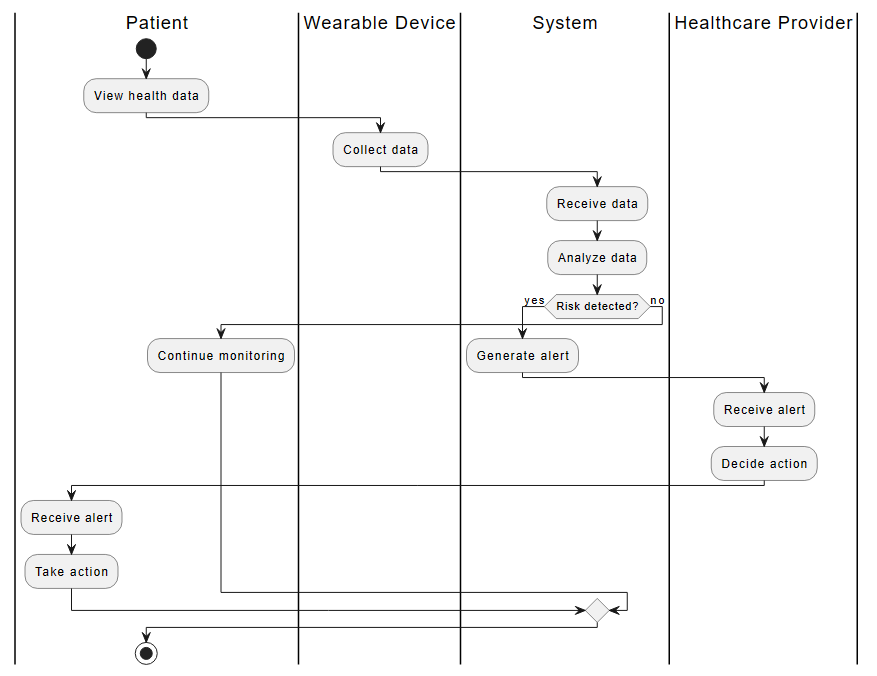 Patient
Wearable Device
System
Healthcare Provider
View health data
Collect data
Receive data
Analyze data
yes
Risk detected?
no
Continue monitoring
Generate alert
Receive alert
Decide action
Receive alert
Take action